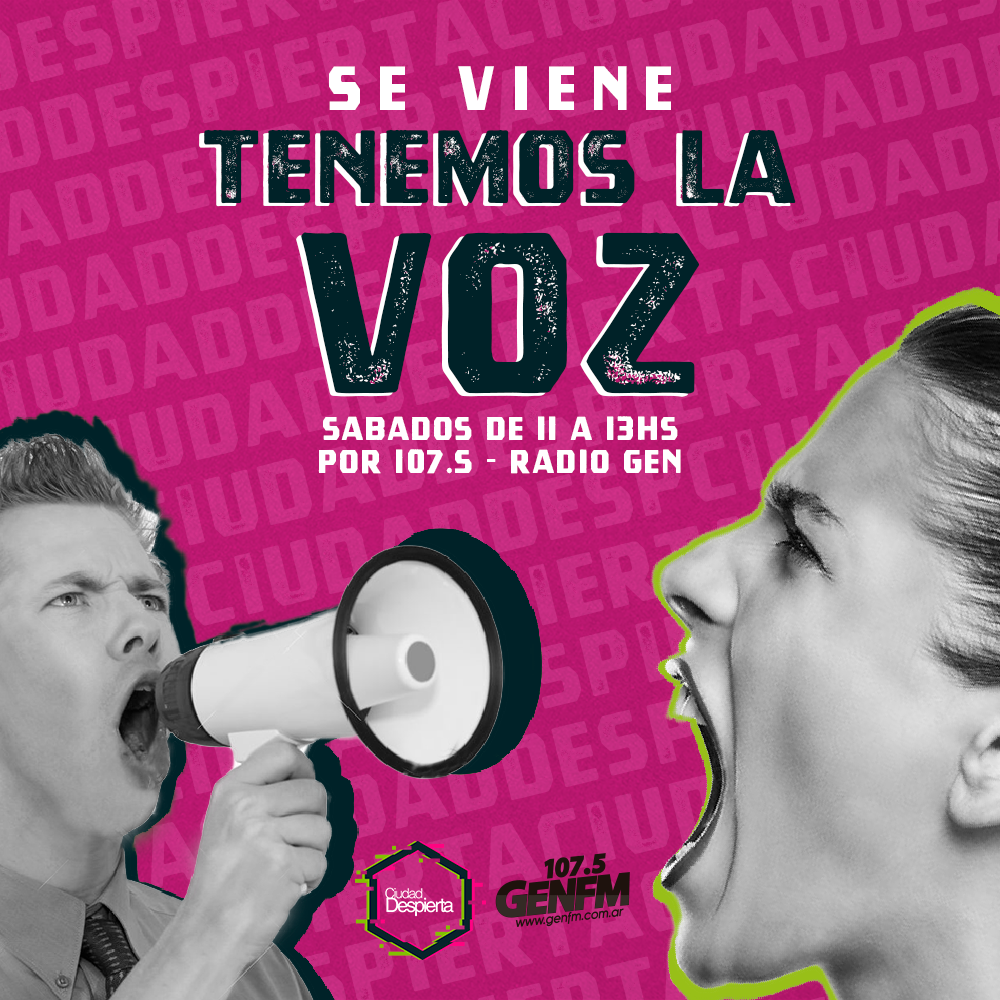 SE VIENE
TENEMOS LA
VOZ
SABADOS DE 11 A 13HS
POR 107.5 - RADIO GEN
Ciudad
Despierta
107.5
GENFM
www.genfm.com.ar